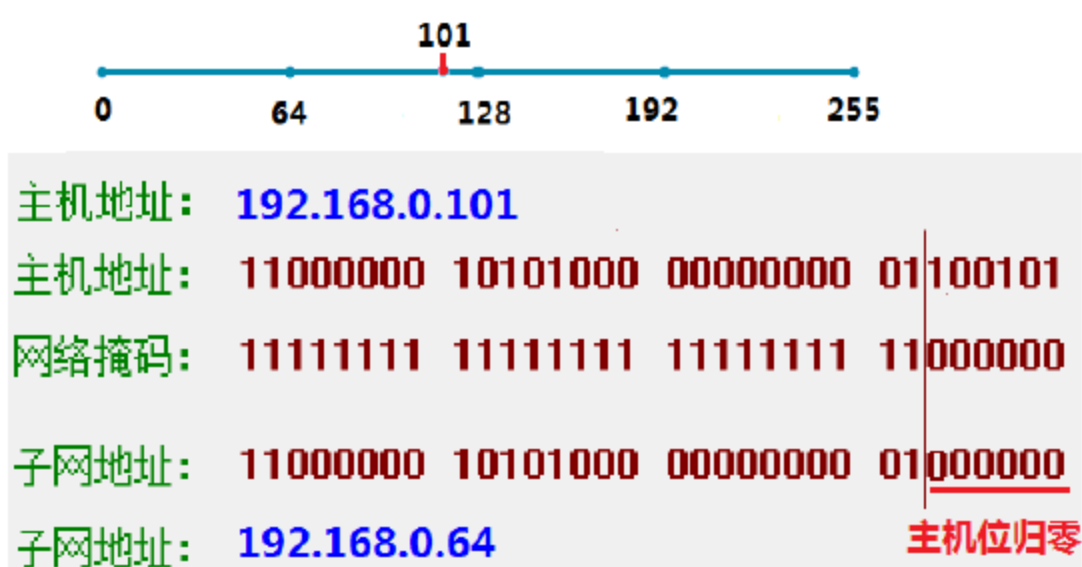 101
0 64 128 192 255
主机地址: 192.168.0.101
主机地址: 11000000 10101000 00000000 01100101
网络掩码: 11111111 11111111 11111111 11000000
子网地址: 11000000 10101000 00000000 01000000
主机位归零
子网地址: 192.168.0.64